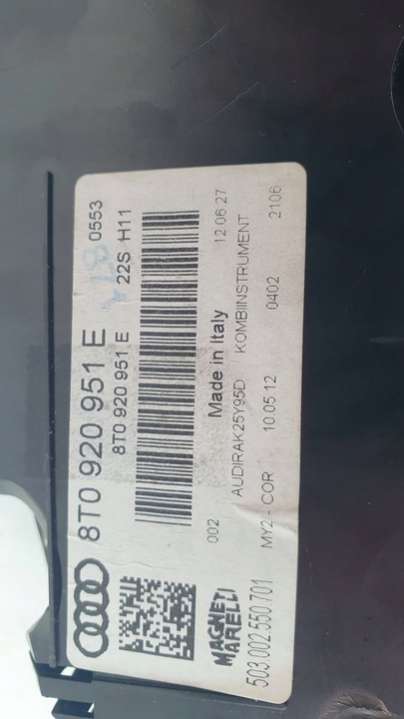 8T0 920 951 E 0553
8T0 920 951 E 22S H11
002 Made in Italy 12.06.27
AUDIRAK25Y95D KOMBIINSTRUMENT
MY2 - COR 10.05.12 0402 2106
MAGNETI
MARELLI
503.002.550.701